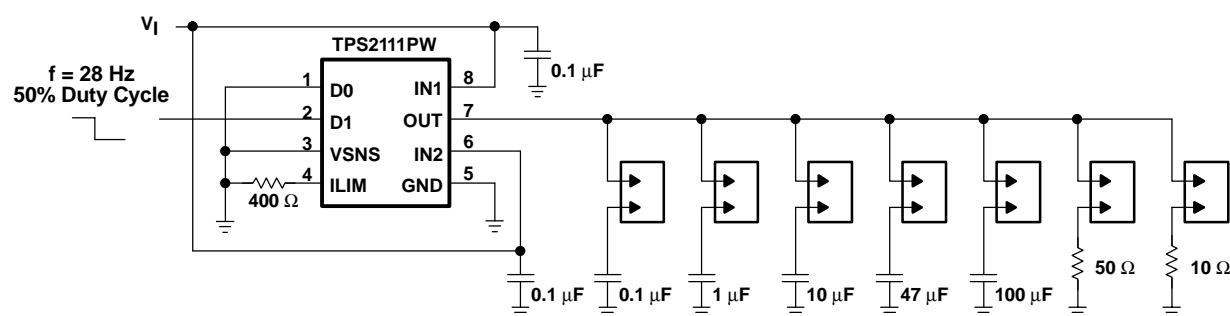 V_I
TPS2111PW
0.1 μF
f = 28 Hz
50% Duty Cycle
1
D0
IN1
8
2
D1
OUT
7
3
VSNS
IN2
6
4
ILIM
GND
5
400 Ω
0.1 μF
0.1 μF
1 μF
10 μF
47 μF
100 μF
50 Ω
10 Ω